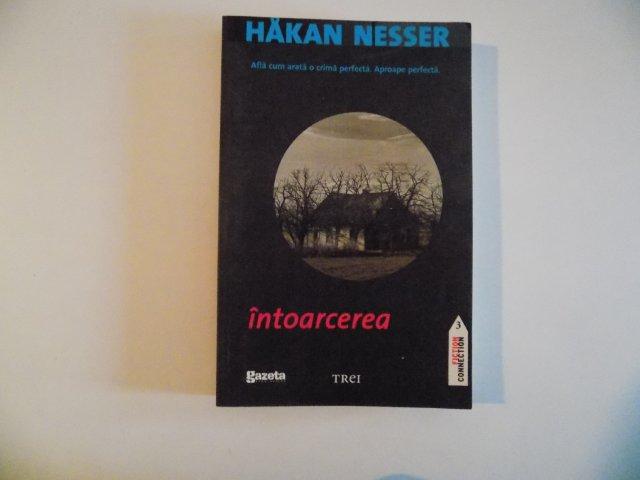 HÅKAN NESSER
Află cum arată o crimă perfectă. Aproape perfectă.
întoarcerea
3
FICTION
CONNECTION
gazeta
TREI